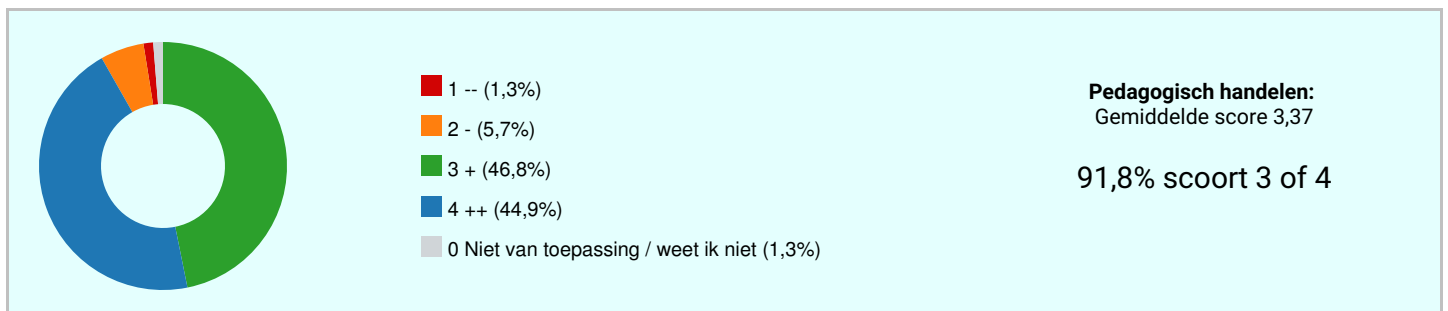 1 -- (1,3%)
2 - (5,7%)
3 + (46,8%)
4 ++ (44,9%)
0 Niet van toepassing / weet ik niet (1,3%)
Pedagogisch handelen:
Gemiddelde score 3,37
91,8% scoort 3 of 4